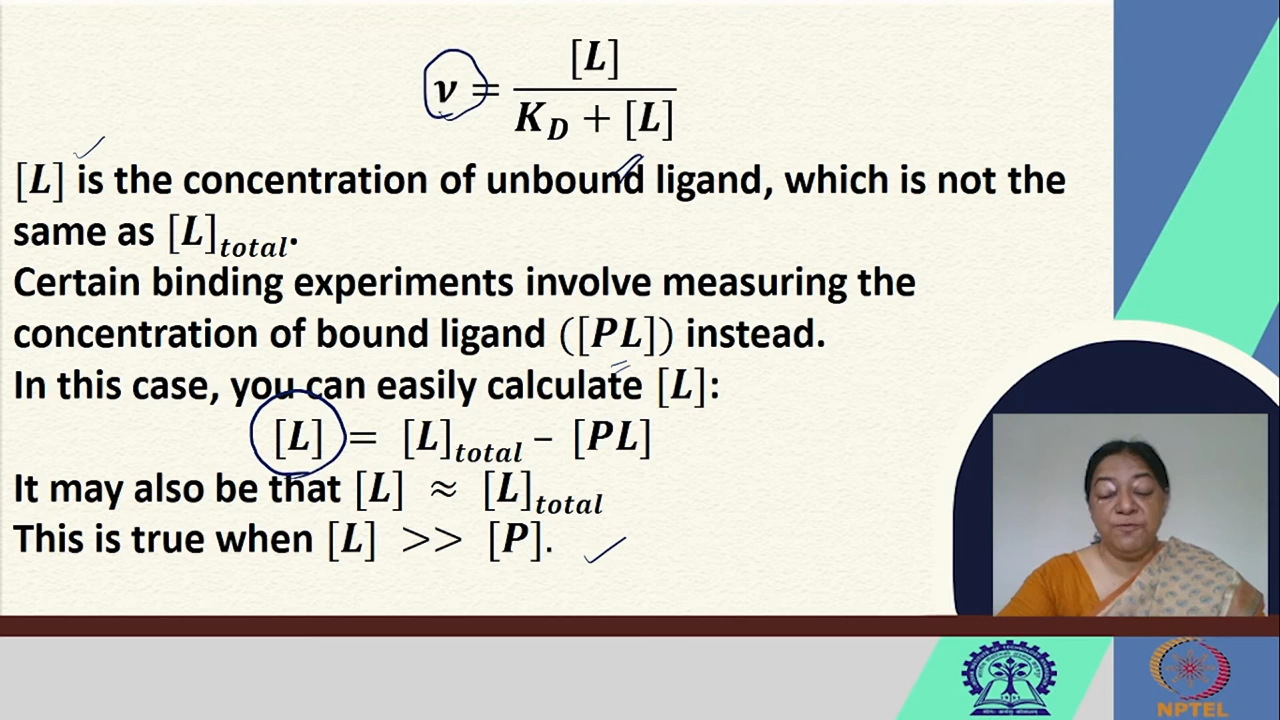 ν = [L] / (K_D + [L])
[L] is the concentration of unbound ligand, which is not the
same as [L]_total.
Certain binding experiments involve measuring the
concentration of bound ligand ([PL]) instead.
In this case, you can easily calculate [L]:
[L] = [L]_total – [PL]
It may also be that [L] ≈ [L]_total
This is true when [L] >> [P].
NPTEL